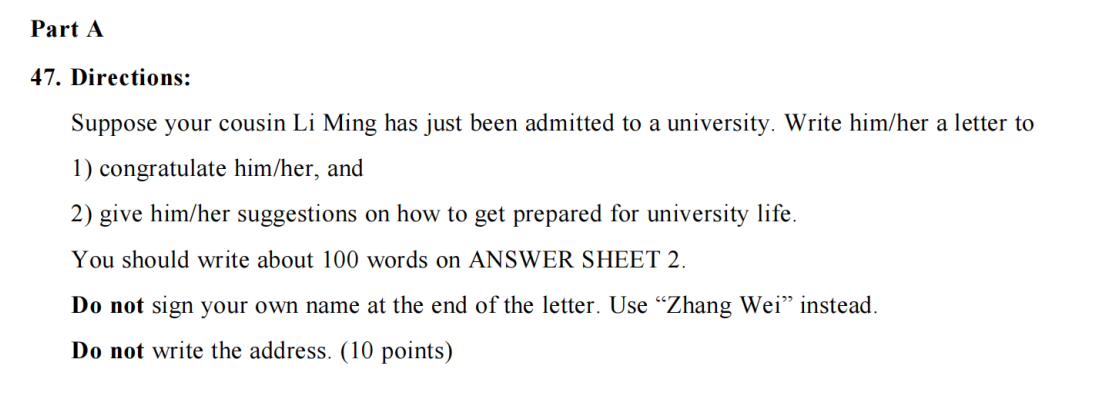 Part A
47. Directions:
Suppose your cousin Li Ming has just been admitted to a university. Write him/her a letter to
1) congratulate him/her, and
2) give him/her suggestions on how to get prepared for university life.
You should write about 100 words on ANSWER SHEET 2.
Do not sign your own name at the end of the letter. Use “Zhang Wei” instead.
Do not write the address. (10 points)